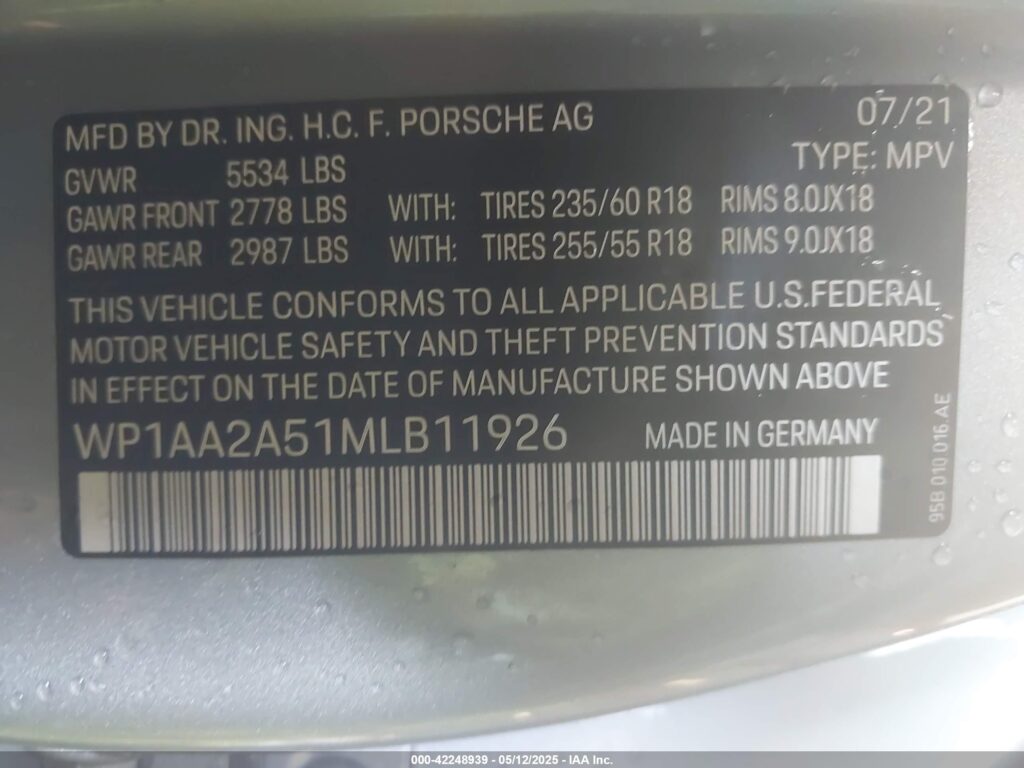 MFD BY DR. ING. H.C. F. PORSCHE AG 07/21
TYPE: MPV
GVWR 5534 LBS
GAWR FRONT 2778 LBS WITH: TIRES 235/60 R18 RIMS 8.0JX18
GAWR REAR 2987 LBS WITH: TIRES 255/55 R18 RIMS 9.0JX18
THIS VEHICLE CONFORMS TO ALL APPLICABLE U.S.FEDERAL
MOTOR VEHICLE SAFETY AND THEFT PREVENTION STANDARDS,
IN EFFECT ON THE DATE OF MANUFACTURE SHOWN ABOVE
WP1AA2A51MLB11926 MADE IN GERMANY
95B 010 016 AE
000-42248939 - 05/12/2025 - IAA Inc.